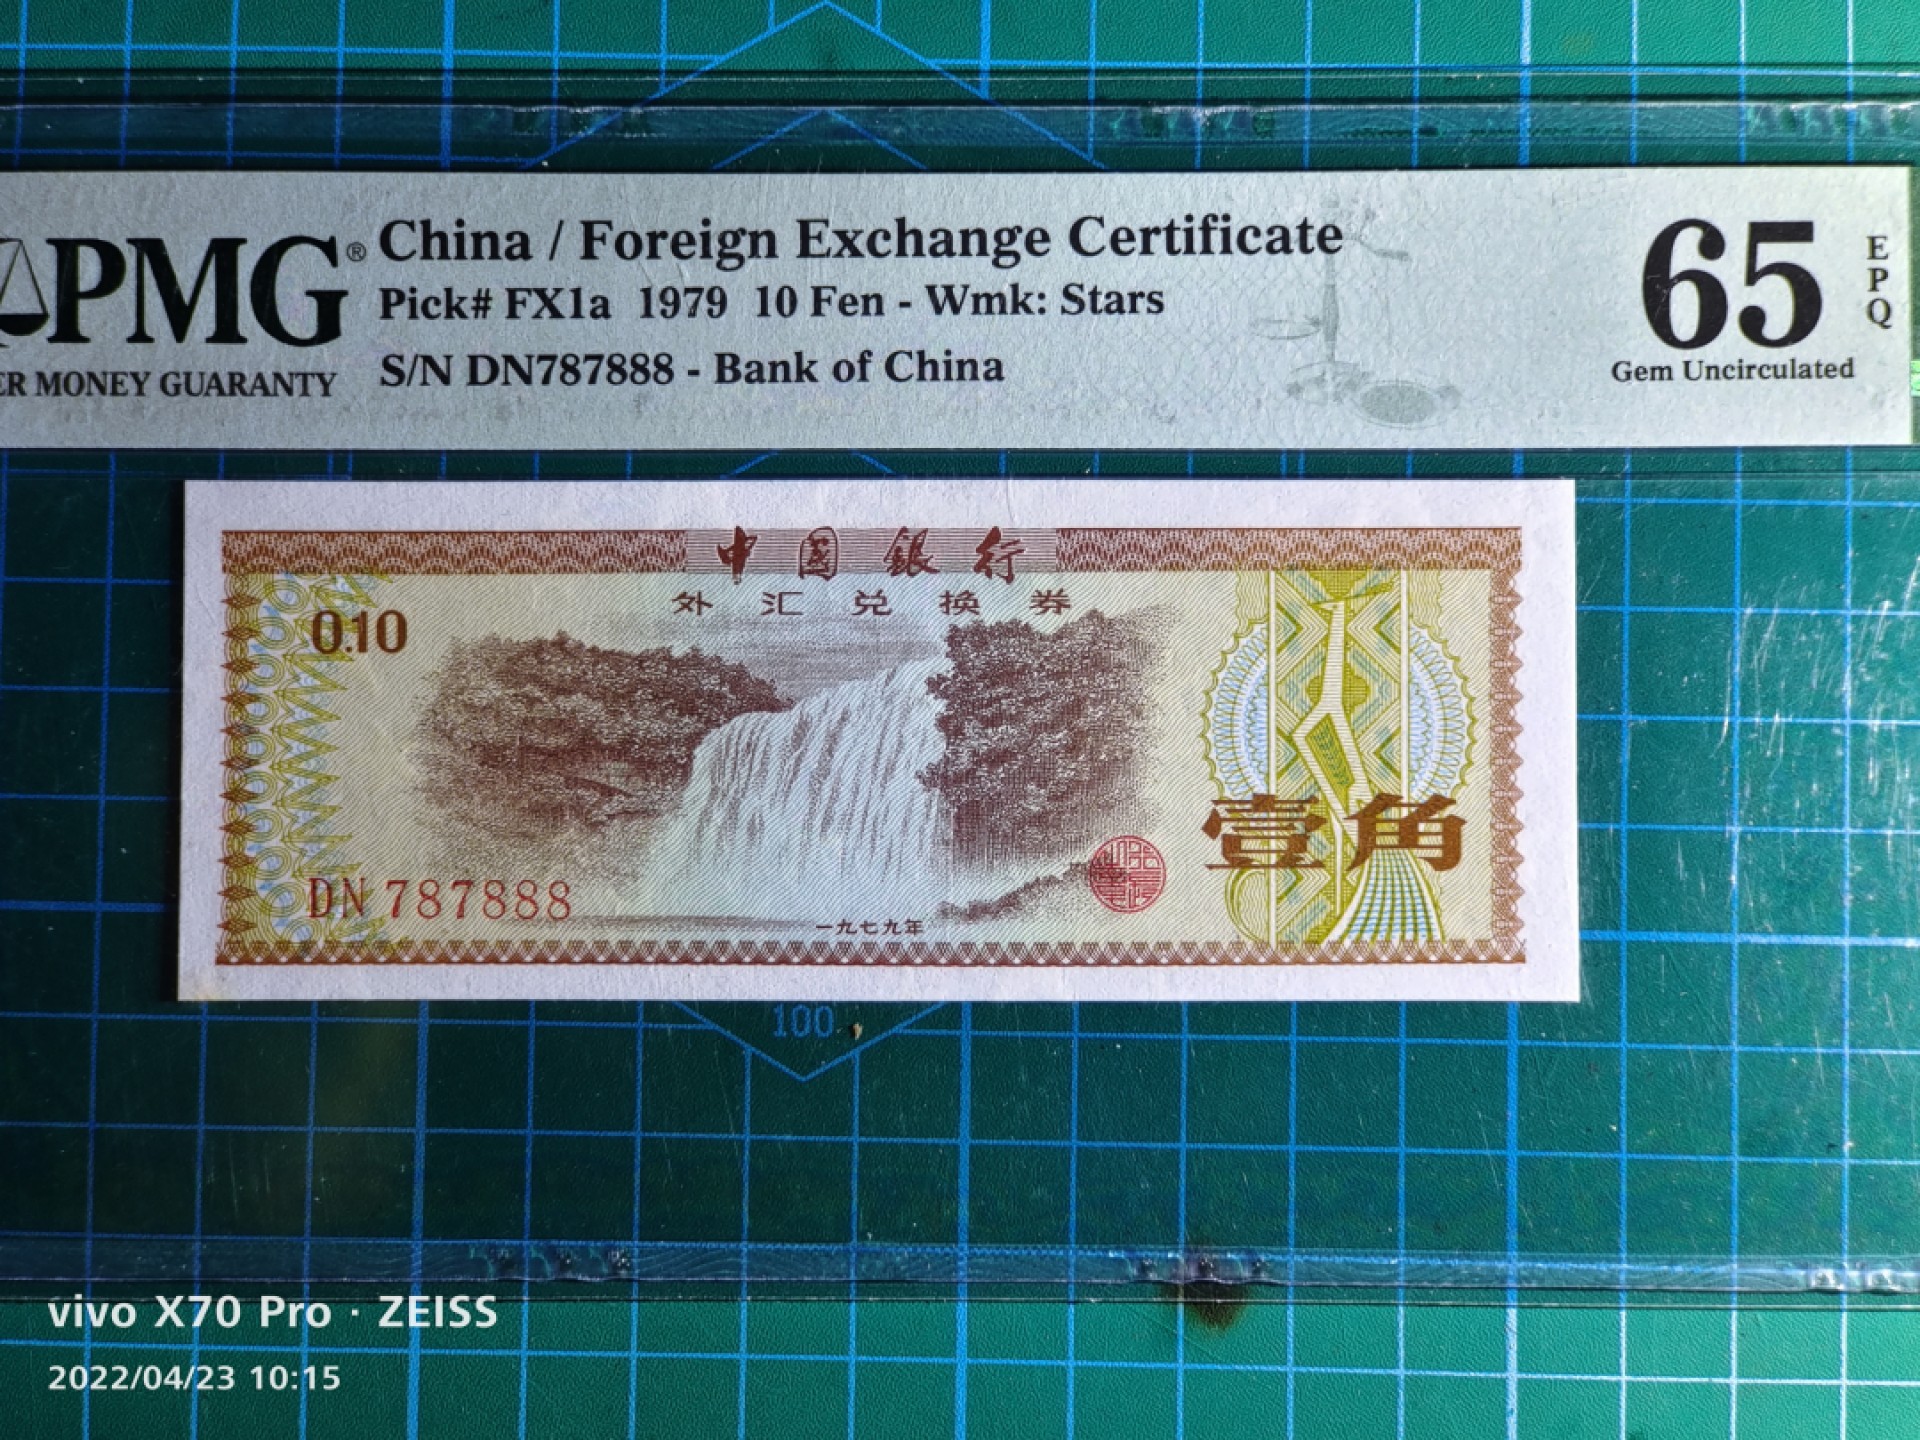 PMG® China / Foreign Exchange Certificate
Pick# FX1a 1979 10 Fen - Wmk: Stars
S/N DN787888 - Bank of China
ER MONEY GUARANTY
65
EPQ
Gem Uncirculated
中國銀行
外汇兑换券
0.10
壹角
DN 787888
一九七九年
100
vivo X70 Pro · ZEISS
2022/04/23 10:15